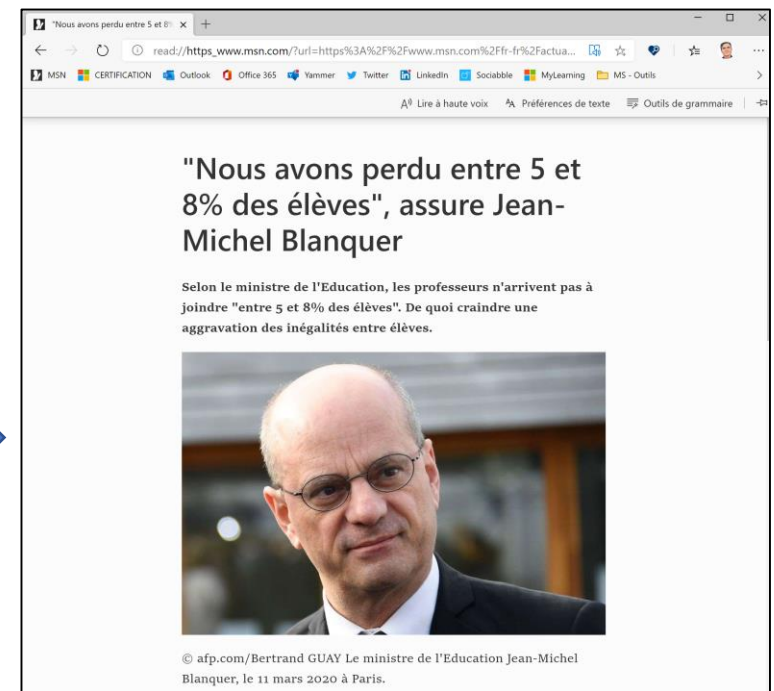 "Nous avons perdu entre 5 et 8%
read://https_www.msn.com/?url=https%3A%2F%2Fwww.msn.com%2Ffr-fr%2Factua...
MSN CERTIFICATION Outlook Office 365 Yammer Twitter LinkedIn Sociabble MyLearning MS - Outils
Lire à haute voix Préférences de texte Outils de grammaire
"Nous avons perdu entre 5 et
8% des élèves", assure Jean-
Michel Blanquer
Selon le ministre de l'Education, les professeurs n'arrivent pas à
joindre "entre 5 et 8% des élèves". De quoi craindre une
aggravation des inégalités entre élèves.
© afp.com/Bertrand GUAY Le ministre de l'Education Jean-Michel
Blanquer, le 11 mars 2020 à Paris.